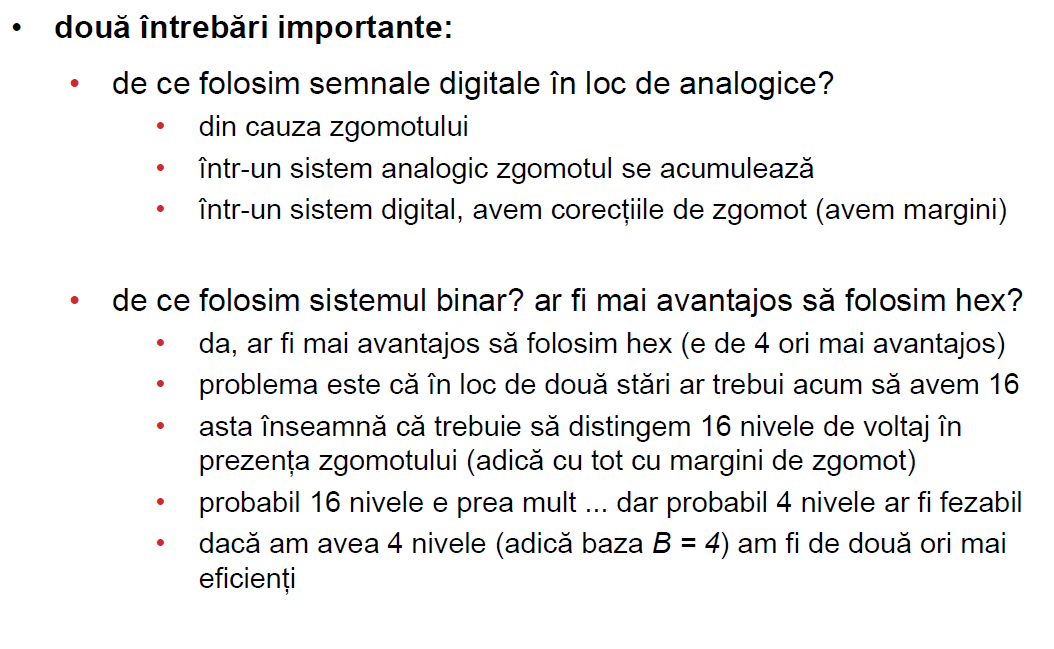 • două întrebări importante:
• de ce folosim semnale digitale în loc de analogice?
• din cauza zgomotului
• într-un sistem analogic zgomotul se acumulează
• într-un sistem digital, avem corecțiile de zgomot (avem margini)
• de ce folosim sistemul binar? ar fi mai avantajos să folosim hex?
• da, ar fi mai avantajos să folosim hex (e de 4 ori mai avantajos)
• problema este că în loc de două stări ar trebui acum să avem 16
• asta înseamnă că trebuie să distingem 16 nivele de voltaj în
prezența zgomotului (adică cu tot cu margini de zgomot)
• probabil 16 nivele e prea mult ... dar probabil 4 nivele ar fi fezabil
• dacă am avea 4 nivele (adică baza B = 4) am fi de două ori mai
eficienți